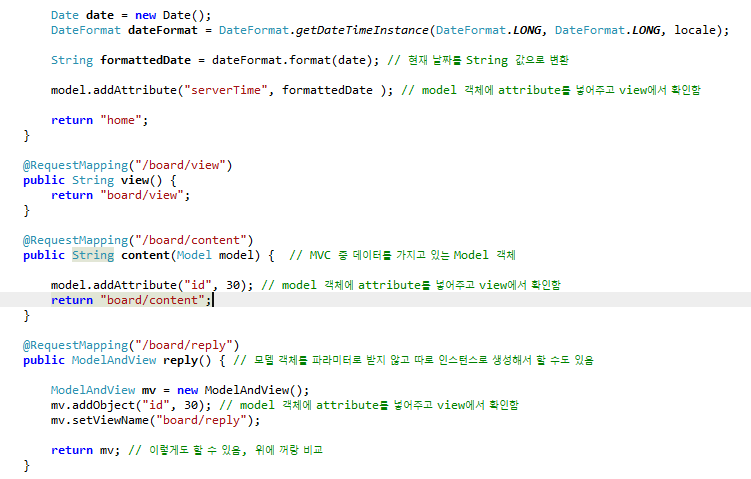 Date date = new Date();
DateFormat dateFormat = DateFormat.getDateTimeInstance(DateFormat.LONG, DateFormat.LONG, locale);
String formattedDate = dateFormat.format(date); // 현재 날짜를 String 값으로 변환
model.addAttribute("serverTime", formattedDate ); // model 객체에 attribute를 넣어주고 view에서 확인함
return "home";
}
@RequestMapping("/board/view")
public String view() {
return "board/view";
}
@RequestMapping("/board/content")
public String content(Model model) {  // MVC 중 데이터를 가지고 있는 Model 객체
model.addAttribute("id", 30); // model 객체에 attribute를 넣어주고 view에서 확인함
return "board/content";
}
@RequestMapping("/board/reply")
public ModelAndView reply() { // 모델 객체를 파라미터로 받지 않고 따로 인스턴스로 생성해서 할 수도 있음
ModelAndView mv = new ModelAndView();
mv.addObject("id", 30); // model 객체에 attribute를 넣어주고 view에서 확인함
mv.setViewName("board/reply");
return mv; // 이렇게도 할 수 있음, 위에 꺼랑 비교
}